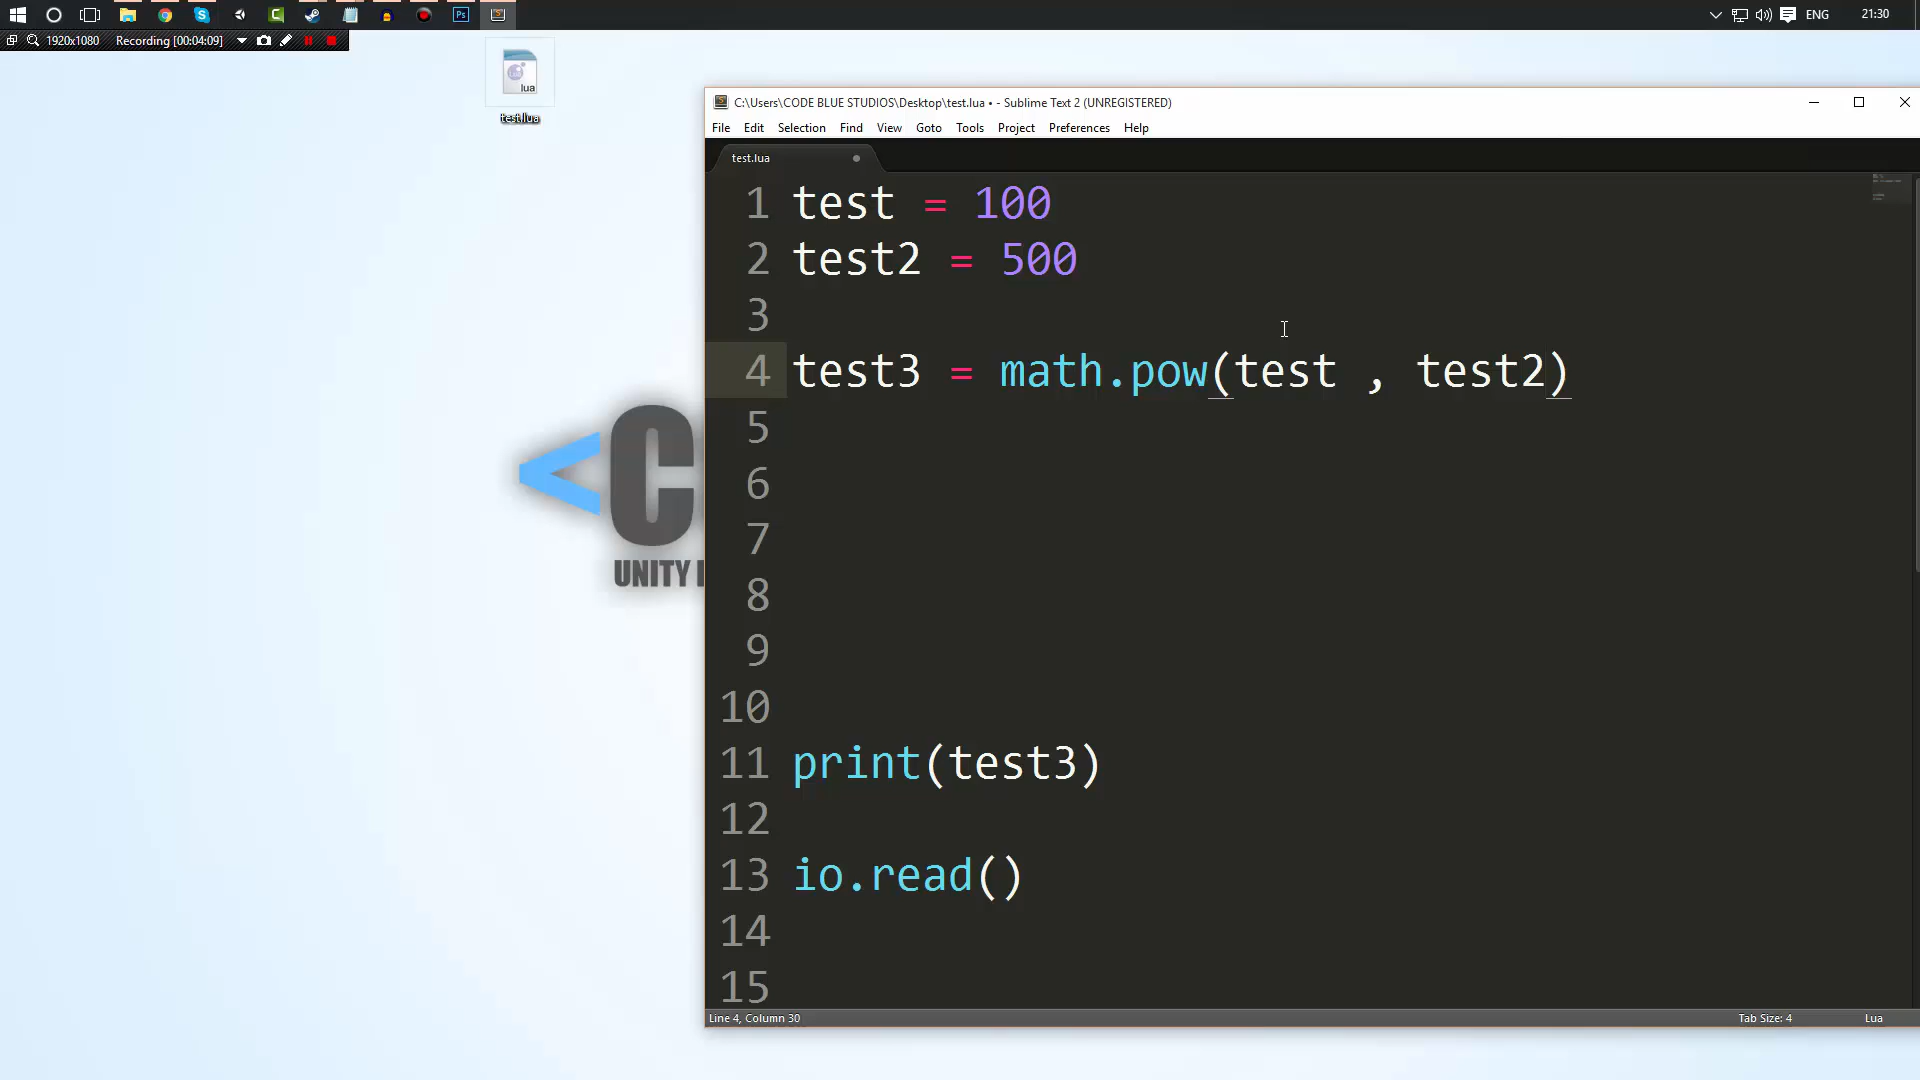 ENG
21:30
1920x1080
Recording [00:04:09]
lua
test.lua
C:\Users\CODE BLUE STUDIOS\Desktop\test.lua • - Sublime Text 2 (UNREGISTERED)
File Edit Selection Find View Goto Tools Project Preferences Help
test.lua
1 test = 100
2 test2 = 500
3
4 test3 = math.pow(test , test2)
5
6
7
8
9
10
11 print(test3)
12
13 io.read()
14
15
<C
UNITY
Line 4, Column 30
Tab Size: 4
Lua